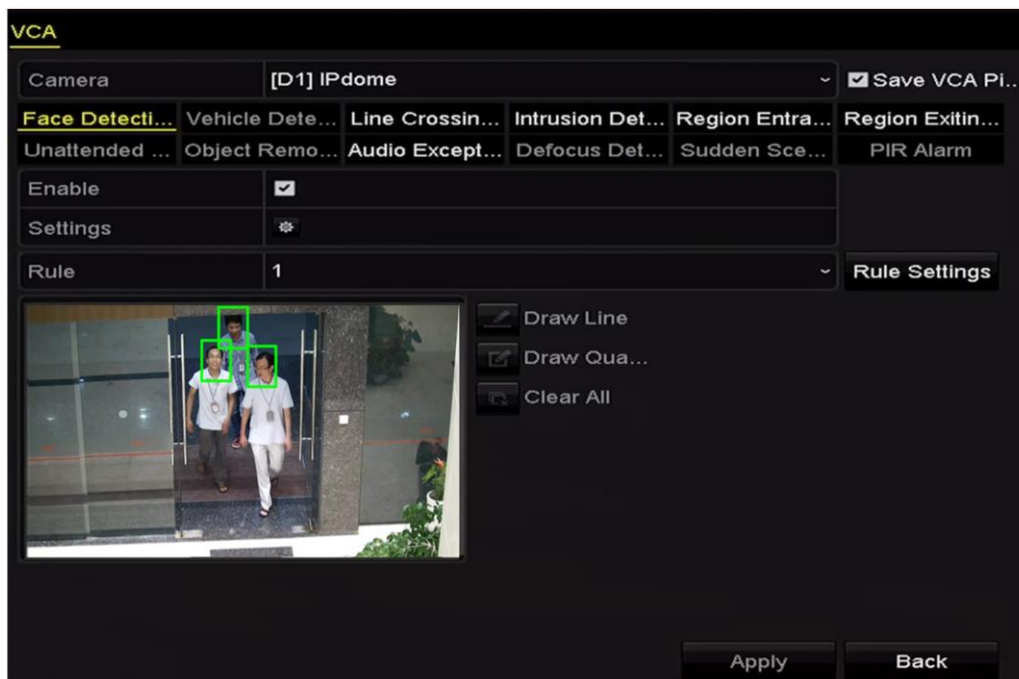 VCA
Camera [D1] IPdome Save VCA Pi...
Face Detecti... Vehicle Dete... Line Crossin... Intrusion Det... Region Entra... Region Exitin...
Unattended ... Object Remo... Audio Except... Defocus Det... Sudden Sce... PIR Alarm
Enable
Settings
Rule 1 Rule Settings
Draw Line
Draw Qua...
Clear All
Apply Back